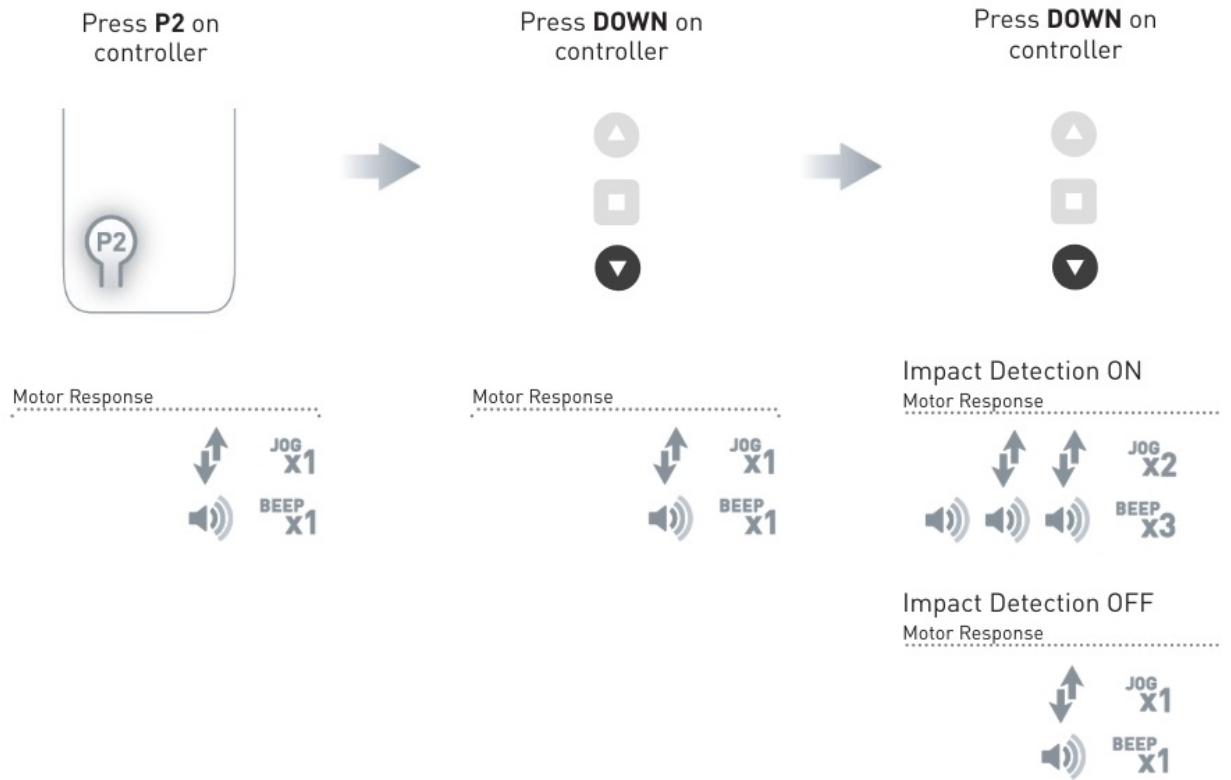 Press P2 on
controller
Press DOWN on
controller
Press DOWN on
controller
P2
Motor Response
JOG
x1
BEEP
x1
Motor Response
JOG
x1
BEEP
x1
Impact Detection ON
Motor Response
JOG
x2
BEEP
x3
Impact Detection OFF
Motor Response
JOG
x1
BEEP
x1